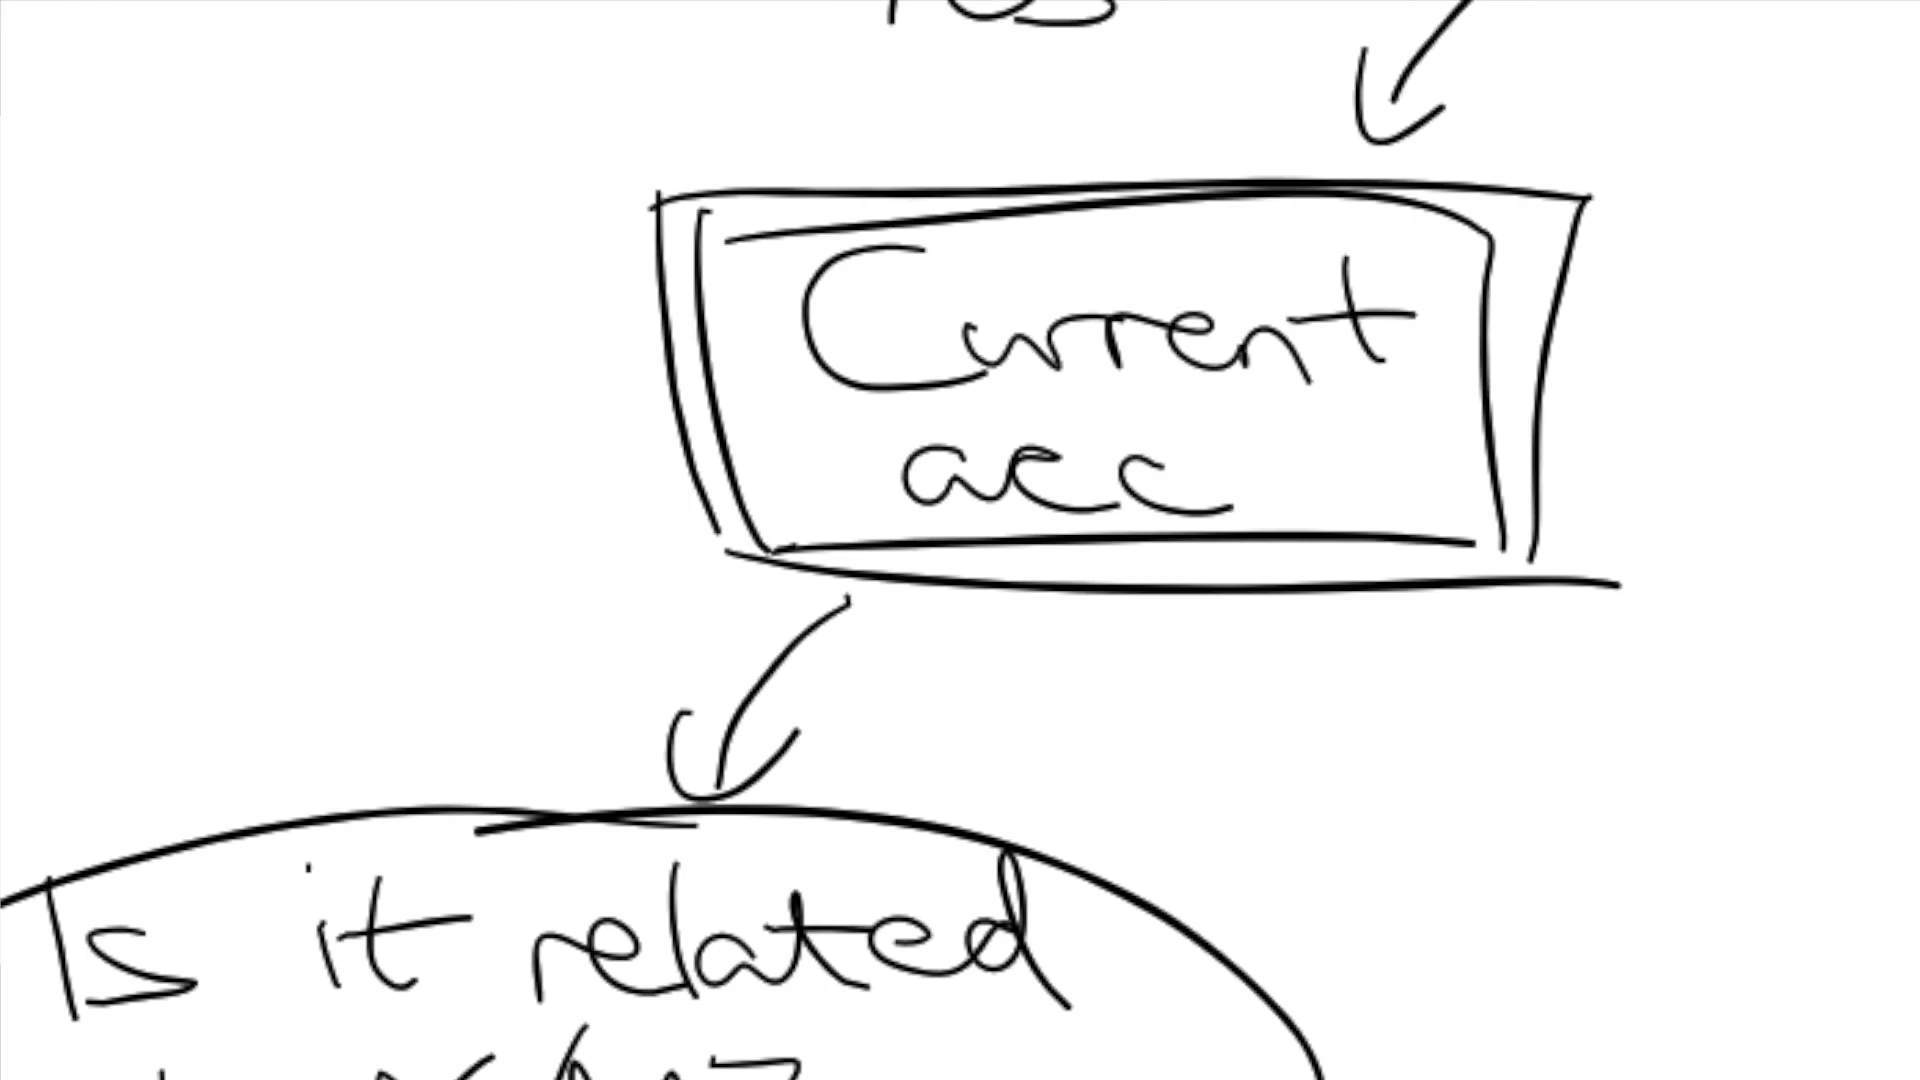 Current
acc
Is it related